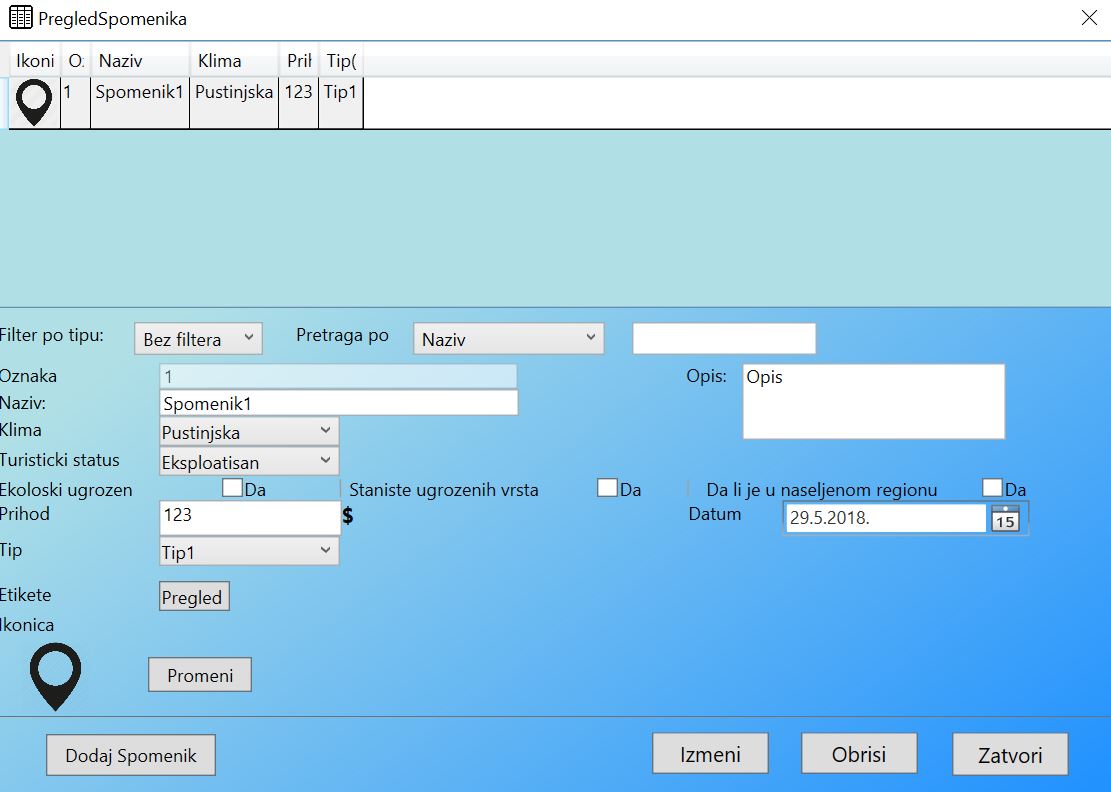 PregledSpomenika
Ikoni O: Naziv Klima Pril Tip(
1 Spomenik1 Pustinjska 123 Tip1
Filter po tipu: Bez filtera Pretraga po Naziv
Oznaka 1 Opis: Opis
Naziv: Spomenik1
Klima Pustinjska
Turisticki status Eksploatisan
Ekoloski ugrozen Da Staniste ugrozenih vrsta Da Da li je u naseljenom regionu Da
Prihod 123 $ Datum 29.5.2018. 15
Tip Tip1
Etikete Pregled
Ikonica
Promeni
Dodaj Spomenik Izmeni Obrisi Zatvori